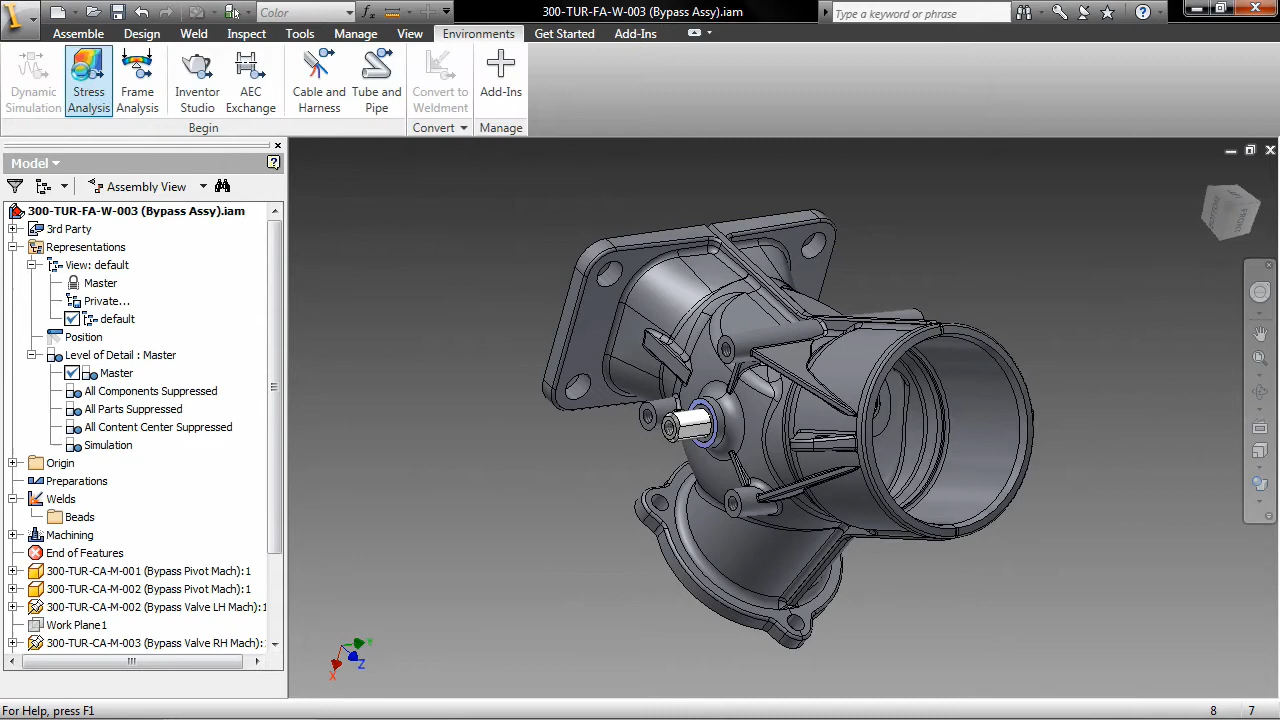 Color
300-TUR-FA-W-003 (Bypass Assy).iam
Type a keyword or phrase
Assemble Design Weld Inspect Tools Manage View Environments Get Started Add-Ins
Dynamic Simulation
Stress Analysis
Frame Analysis
Inventor Studio
AEC Exchange
Cable and Harness
Tube and Pipe
Convert to Weldment
Add-Ins
Begin
Convert
Manage
Model
Assembly View
300-TUR-FA-W-003 (Bypass Assy).iam
3rd Party
Representations
View: default
Master
Private...
default
Position
Level of Detail : Master
Master
All Components Suppressed
All Parts Suppressed
All Content Center Suppressed
Simulation
Origin
Preparations
Welds
Beads
Machining
End of Features
300-TUR-CA-M-001 (Bypass Pivot Mach):1
300-TUR-CA-M-002 (Bypass Pivot Mach):1
300-TUR-CA-M-002 (Bypass Valve LH Mach):1
Work Plane1
300-TUR-CA-M-003 (Bypass Valve RH Mach):
Y
Z
X
For Help, press F1
8 7